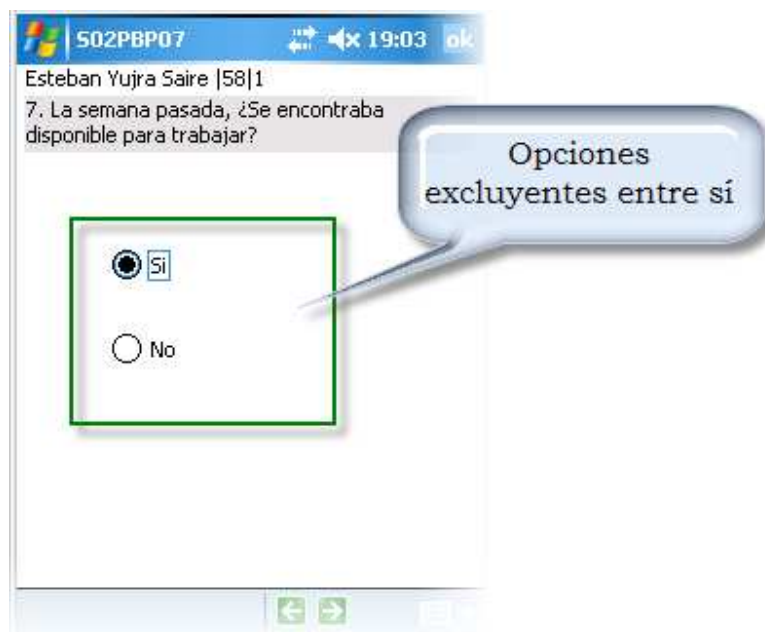 S02PBP07 19:03 ok
Esteban Yujra Saire |58|1
7. La semana pasada, ¿Se encontraba
disponible para trabajar?
Opciones
excluyentes entre sí
Si
No